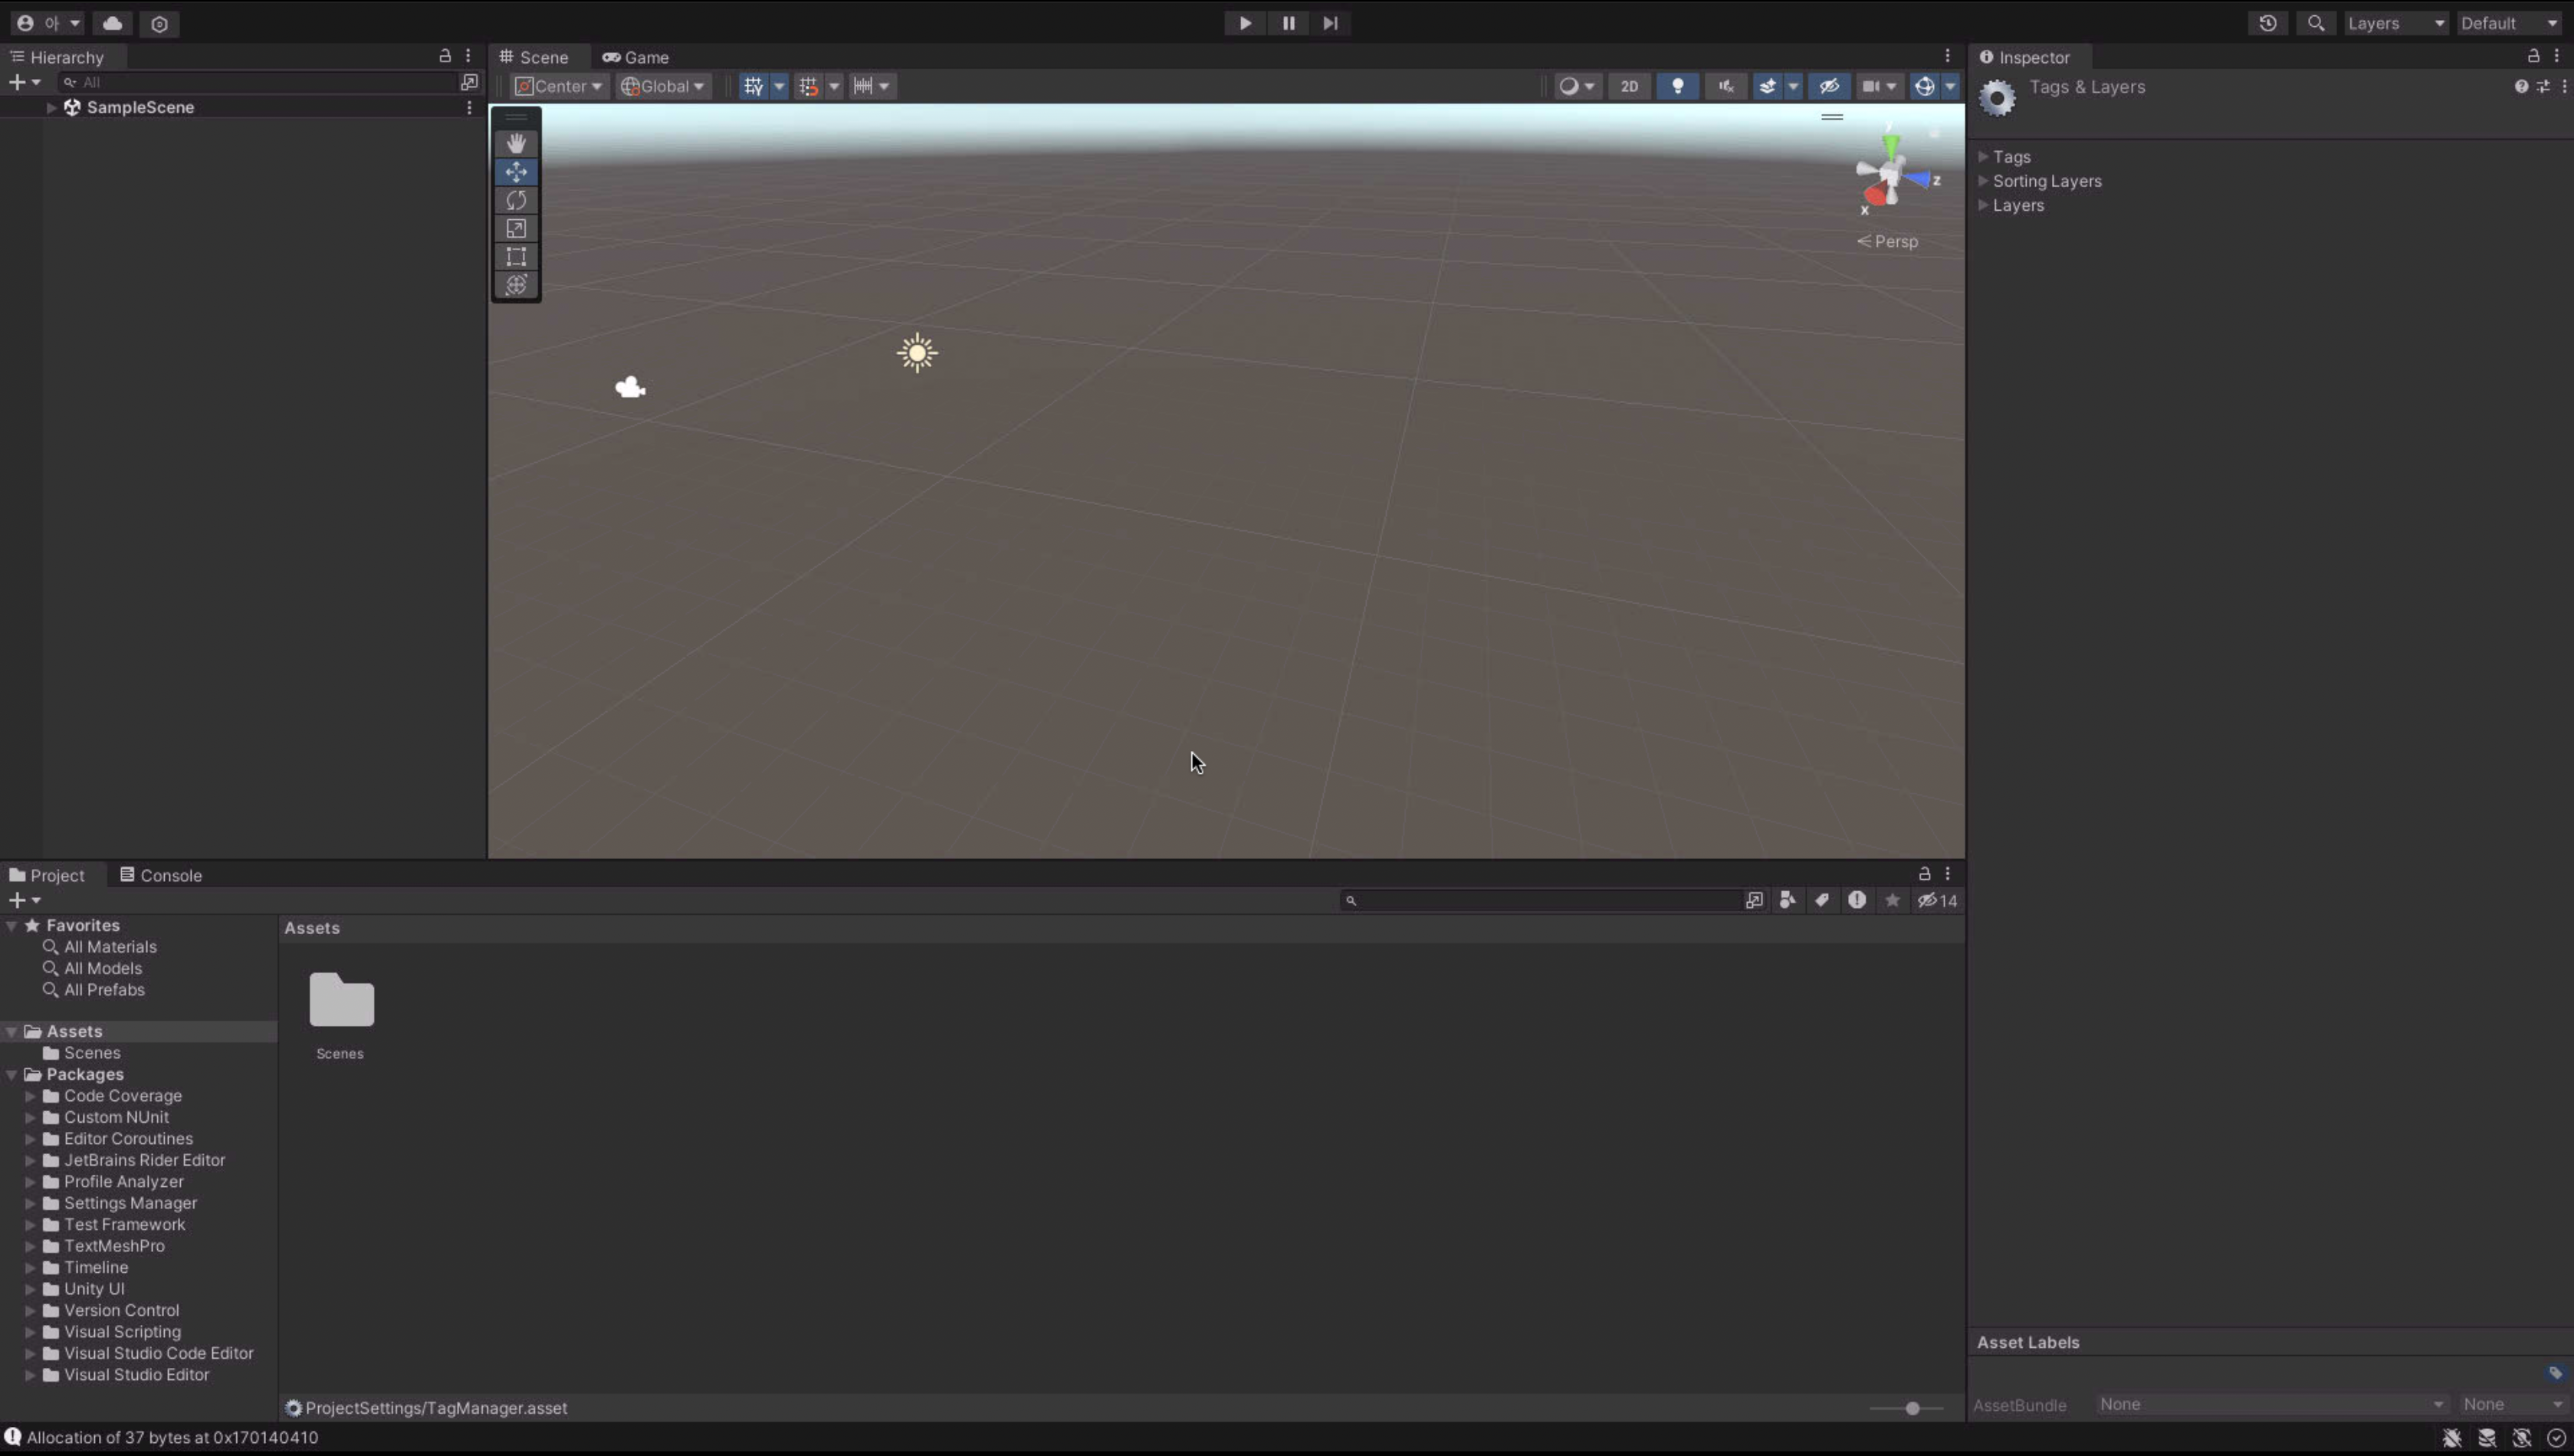 아
Layers
Default
Hierarchy
All
SampleScene
Scene
Game
Center
Global
2D
y
z
x
Persp
Inspector
Tags & Layers
Tags
Sorting Layers
Layers
Project
Console
14
Favorites
All Materials
All Models
All Prefabs
Assets
Scenes
Packages
Code Coverage
Custom NUnit
Editor Coroutines
JetBrains Rider Editor
Profile Analyzer
Settings Manager
Test Framework
TextMeshPro
Timeline
Unity UI
Version Control
Visual Scripting
Visual Studio Code Editor
Visual Studio Editor
Assets
Scenes
ProjectSettings/TagManager.asset
Asset Labels
AssetBundle
None
None
Allocation of 37 bytes at 0x170140410